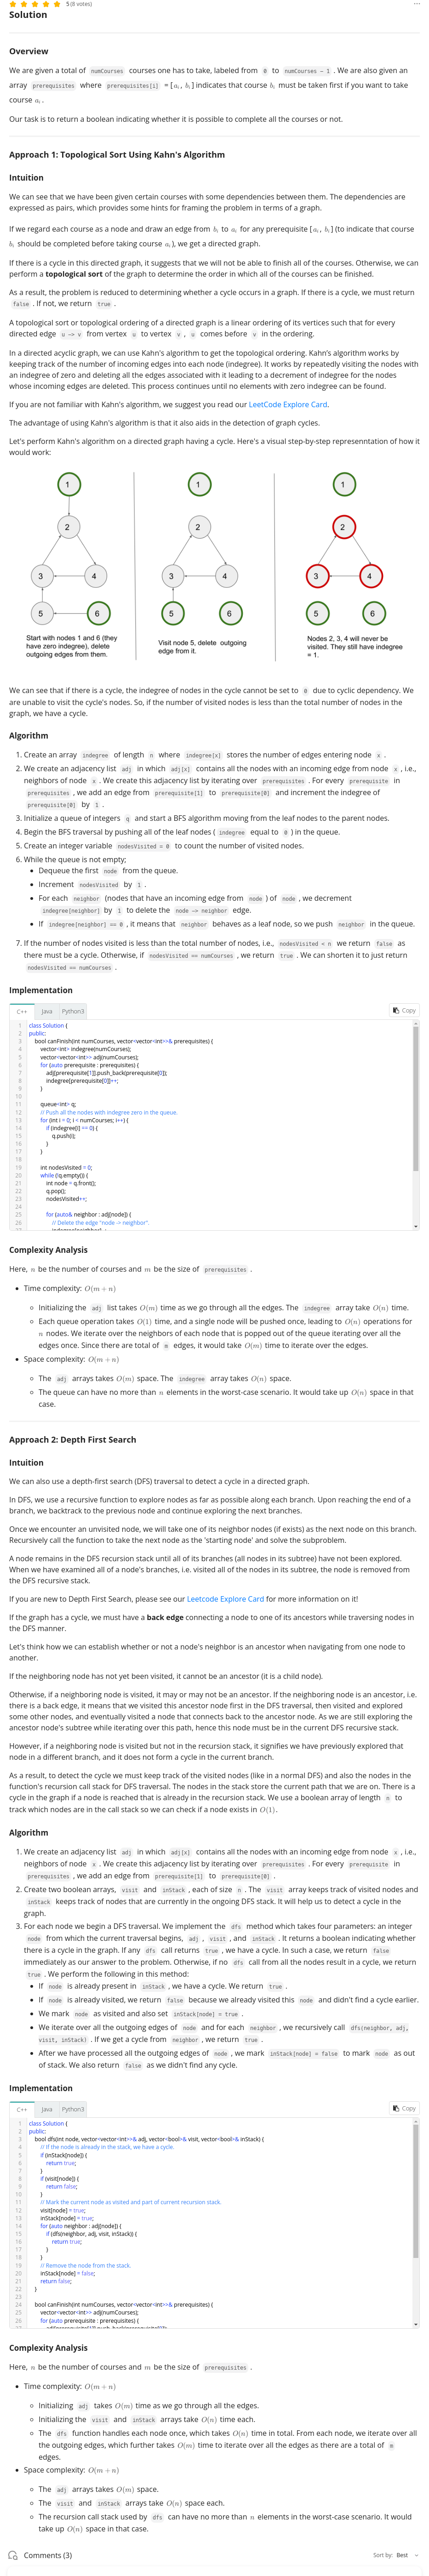 5 (8 votes)
Solution
Overview
We are given a total of numCourses courses one has to take, labeled from 0 to numCourses − 1 . We are also given an
array prerequisites where prerequisites[i] = [ aᵢ, bᵢ ] indicates that course bᵢ must be taken first if you want to take
course aᵢ .
Our task is to return a boolean indicating whether it is possible to complete all the courses or not.
Approach 1: Topological Sort Using Kahn's Algorithm
Intuition
We can see that we have been given certain courses with some dependencies between them. The dependencies are
expressed as pairs, which provides some hints for framing the problem in terms of a graph.
If we regard each course as a node and draw an edge from bᵢ to aᵢ for any prerequisite [ aᵢ, bᵢ ] (to indicate that course
bᵢ should be completed before taking course aᵢ ), we get a directed graph.
If there is a cycle in this directed graph, it suggests that we will not be able to finish all of the courses. Otherwise, we can
perform a topological sort of the graph to determine the order in which all of the courses can be finished.
As a result, the problem is reduced to determining whether a cycle occurs in a graph. If there is a cycle, we must return
false . If not, we return true .
A topological sort or topological ordering of a directed graph is a linear ordering of its vertices such that for every
directed edge u -> v from vertex u to vertex v , u comes before v in the ordering.
In a directed acyclic graph, we can use Kahn's algorithm to get the topological ordering. Kahn's algorithm works by
keeping track of the number of incoming edges into each node (indegree). It works by repeatedly visiting the nodes with
an indegree of zero and deleting all the edges associated with it leading to a decrement of indegree for the nodes
whose incoming edges are deleted. This process continues until no elements with zero indegree can be found.
If you are not familiar with Kahn's algorithm, we suggest you read our LeetCode Explore Card.
The advantage of using Kahn's algorithm is that it also aids in the detection of graph cycles.
Let's perform Kahn's algorithm on a directed graph having a cycle. Here's a visual step-by-step representation of how it
would work:
1
2
3 4
5 6
Start with nodes 1 and 6 (they
have zero indegree), delete
outgoing edges from them.
1
2
3 4
5 6
Visit node 5, delete outgoing
edge from it.
1
2
3 4
5 6
Nodes 2, 3, 4 will never be
visited. They still have indegree
= 1.
We can see that if there is a cycle, the indegree of nodes in the cycle cannot be set to 0 due to cyclic dependency. We
are unable to visit the cycle's nodes. So, if the number of visited nodes is less than the total number of nodes in the
graph, we have a cycle.
Algorithm
1. Create an array indegree of length n where indegree[x] stores the number of edges entering node x .
2. We create an adjacency list adj in which adj[x] contains all the nodes with an incoming edge from node x , i.e.,
neighbors of node x . We create this adjacency list by iterating over prerequisites . For every prerequisite in
prerequisites , we add an edge from prerequisite[1] to prerequisite[0] and increment the indegree of
prerequisite[0] by 1 .
3. Initialize a queue of integers q and start a BFS algorithm moving from the leaf nodes to the parent nodes.
4. Begin the BFS traversal by pushing all of the leaf nodes ( indegree equal to 0 ) in the queue.
5. Create an integer variable nodesVisited = 0 to count the number of visited nodes.
6. While the queue is not empty;
• Dequeue the first node from the queue.
• Increment nodesVisited by 1 .
• For each neighbor (nodes that have an incoming edge from node ) of node , we decrement
indegree[neighbor] by 1 to delete the node -> neighbor edge.
• If indegree[neighbor] == 0 , it means that neighbor behaves as a leaf node, so we push neighbor in the queue.
7. If the number of nodes visited is less than the total number of nodes, i.e., nodesVisited < n we return false as
there must be a cycle. Otherwise, if nodesVisited == numCourses , we return true . We can shorten it to just return
nodesVisited == numCourses .
Implementation
C++ Java Python3 Copy
1 class Solution {
2 public:
3 bool canFinish(int numCourses, vector<vector<int>>& prerequisites) {
4 vector<int> indegree(numCourses);
5 vector<vector<int>> adj(numCourses);
6 for (auto prerequisite : prerequisites) {
7 adj[prerequisite[1]].push_back(prerequisite[0]);
8 indegree[prerequisite[0]]++;
9 }
10
11 queue<int> q;
12 // Push all the nodes with indegree zero in the queue.
13 for (int i = 0; i < numCourses; i++) {
14 if (indegree[i] == 0) {
15 q.push(i);
16 }
17 }
18
19 int nodesVisited = 0;
20 while (!q.empty()) {
21 int node = q.front();
22 q.pop();
23 nodesVisited++;
24
25 for (auto& neighbor : adj[node]) {
26 // Delete the edge "node -> neighbor".
Complexity Analysis
Here, n be the number of courses and m be the size of prerequisites .
• Time complexity: O(m + n)
◦ Initializing the adj list takes O(m) time as we go through all the edges. The indegree array take O(n) time.
◦ Each queue operation takes O(1) time, and a single node will be pushed once, leading to O(n) operations for
n nodes. We iterate over the neighbors of each node that is popped out of the queue iterating over all the
edges once. Since there are total of m edges, it would take O(m) time to iterate over the edges.
• Space complexity: O(m + n)
◦ The adj arrays takes O(m) space. The indegree array takes O(n) space.
◦ The queue can have no more than n elements in the worst-case scenario. It would take up O(n) space in that
case.
Approach 2: Depth First Search
Intuition
We can also use a depth-first search (DFS) traversal to detect a cycle in a directed graph.
In DFS, we use a recursive function to explore nodes as far as possible along each branch. Upon reaching the end of a
branch, we backtrack to the previous node and continue exploring the next branches.
Once we encounter an unvisited node, we will take one of its neighbor nodes (if exists) as the next node on this branch.
Recursively call the function to take the next node as the 'starting node' and solve the subproblem.
A node remains in the DFS recursive stack until all of its branches (all nodes in its subtree) have not been explored.
When we have examined all of a node's branches, i.e. visited all of the nodes in its subtree, the node is removed from
the DFS recursive stack.
If you are new to Depth First Search, please see our Leetcode Explore Card for more information on it!
If the graph has a cycle, we must have a back edge connecting a node to one of its ancestors while traversing nodes in
the DFS manner.
Let's think how we can establish whether or not a node's neighbor is an ancestor when navigating from one node to
another.
If the neighboring node has not yet been visited, it cannot be an ancestor (it is a child node).
Otherwise, if a neighboring node is visited, it may or may not be an ancestor. If the neighboring node is an ancestor, i.e.
there is a back edge, it means that we visited this ancestor node first in the DFS traversal, then visited and explored
some other nodes, and eventually visited a node that connects back to the ancestor node. As we are still exploring the
ancestor node's subtree while iterating over this path, hence this node must be in the current DFS recursive stack.
However, if a neighboring node is visited but not in the recursion stack, it signifies we have previously explored that
node in a different branch, and it does not form a cycle in the current branch.
As a result, to detect the cycle we must keep track of the visited nodes (like in a normal DFS) and also the nodes in the
function's recursion call stack for DFS traversal. The nodes in the stack store the current path that we are on. There is a
cycle in the graph if a node is reached that is already in the recursion stack. We use a boolean array of length n to
track which nodes are in the call stack so we can check if a node exists in O(1).
Algorithm
1. We create an adjacency list adj in which adj[x] contains all the nodes with an incoming edge from node x , i.e.,
neighbors of node x . We create this adjacency list by iterating over prerequisites . For every prerequisite in
prerequisites , we add an edge from prerequisite[1] to prerequisite[0] .
2. Create two boolean arrays, visit and inStack , each of size n . The visit array keeps track of visited nodes and
inStack keeps track of nodes that are currently in the ongoing DFS stack. It will help us to detect a cycle in the
graph.
3. For each node we begin a DFS traversal. We implement the dfs method which takes four parameters: an integer
node from which the current traversal begins, adj , visit , and inStack . It returns a boolean indicating whether
there is a cycle in the graph. If any dfs call returns true , we have a cycle. In such a case, we return false
immediately as our answer to the problem. Otherwise, if no dfs call from all the nodes result in a cycle, we return
true . We perform the following in this method:
• If node is already present in inStack , we have a cycle. We return true .
• If node is already visited, we return false because we already visited this node and didn't find a cycle earlier.
• We mark node as visited and also set inStack[node] = true .
• We iterate over all the outgoing edges of node and for each neighbor , we recursively call dfs(neighbor, adj,
visit, inStack) . If we get a cycle from neighbor , we return true .
• After we have processed all the outgoing edges of node , we mark inStack[node] = false to mark node as out
of stack. We also return false as we didn't find any cycle.
Implementation
C++ Java Python3 Copy
1 class Solution {
2 public:
3 bool dfs(int node, vector<vector<int>>& adj, vector<bool>& visit, vector<bool>& inStack) {
4 // If the node is already in the stack, we have a cycle.
5 if (inStack[node]) {
6 return true;
7 }
8 if (visit[node]) {
9 return false;
10 }
11 // Mark the current node as visited and part of current recursion stack.
12 visit[node] = true;
13 inStack[node] = true;
14 for (auto neighbor : adj[node]) {
15 if (dfs(neighbor, adj, visit, inStack)) {
16 return true;
17 }
18 }
19 // Remove the node from the stack.
20 inStack[node] = false;
21 return false;
22 }
23
24 bool canFinish(int numCourses, vector<vector<int>>& prerequisites) {
25 vector<vector<int>> adj(numCourses);
26 for (auto prerequisite : prerequisites) {
Complexity Analysis
Here, n be the number of courses and m be the size of prerequisites .
• Time complexity: O(m + n)
◦ Initializing adj takes O(m) time as we go through all the edges.
◦ Initializing the visit and inStack arrays take O(n) time each.
◦ The dfs function handles each node once, which takes O(n) time in total. From each node, we iterate over all
the outgoing edges, which further takes O(m) time to iterate over all the edges as there are a total of m
edges.
• Space complexity: O(m + n)
◦ The adj arrays takes O(m) space.
◦ The visit and inStack arrays take O(n) space each.
◦ The recursion call stack used by dfs can have no more than n elements in the worst-case scenario. It would
take up O(n) space in that case.
Comments (3) Sort by: Best